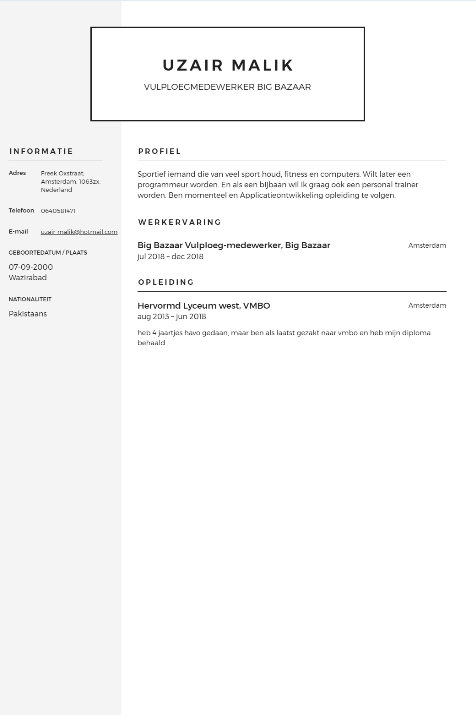 UZAIR MALIK
VULPLOEGMEDEWERKER BIG BAZAAR
INFORMATIE
Adres Freek Oxstraat,
Amsterdam, 1063zx,
Nederland
Telefoon
E-mail uzair.malik@hotmail.com
GEBOORTEDATUM / PLAATS
07-09-2000
Wazirabad
NATIONALITEIT
Pakistaans
PROFIEL
Sportief iemand die van veel sport houd, fitness en computers. Wilt later een
programmeur worden. En als een bijbaan wil ik graag ook een personal trainer
worden. Ben momenteel en Applicatieontwikkeling opleiding te volgen.
WERKERVARING
Big Bazaar Vulploeg-medewerker, Big Bazaar Amsterdam
jul 2018 – dec 2018
OPLEIDING
Hervormd Lyceum west, VMBO Amsterdam
aug 2013 – jun 2018
heb 4 jaartjes havo gedaan, maar ben als laatst gezakt naar vmbo en heb mijn diploma
behaald